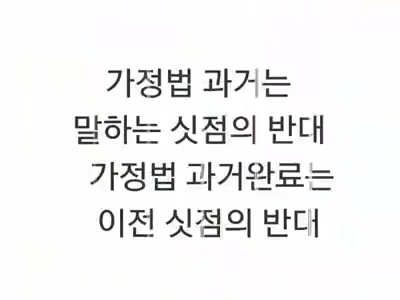 가정법 과거는
말하는 싯점의 반대
가정법 과거완료는
이전 싯점의 반대